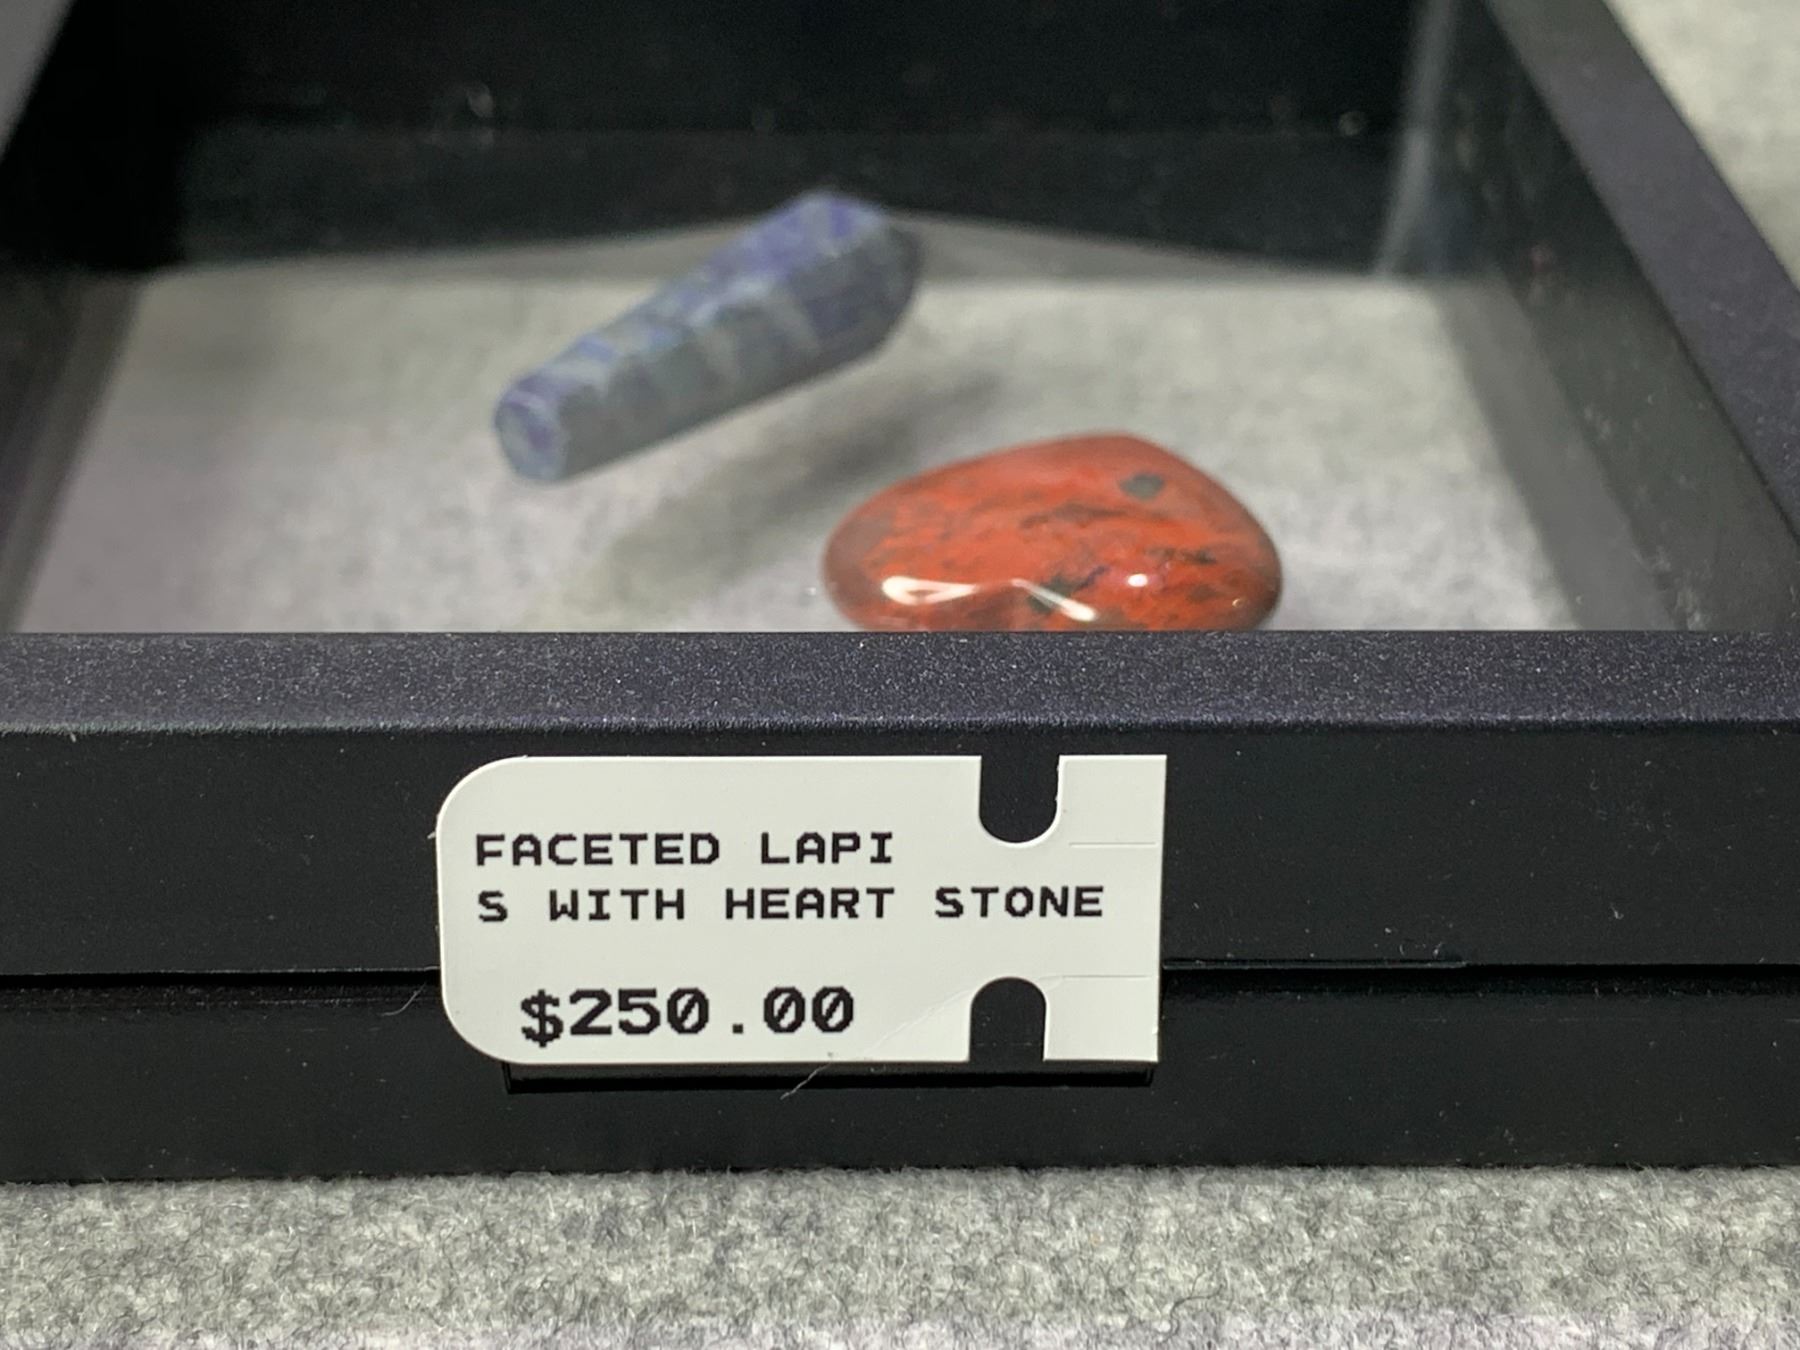 FACETED LAPI
S WITH HEART STONE
$250.00